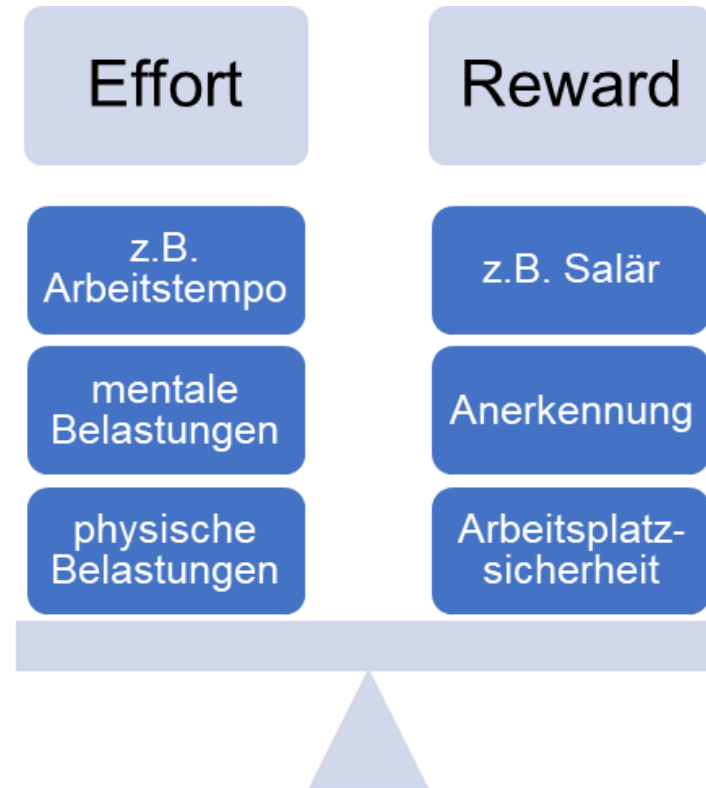 Effort
Reward
z.B.
Arbeitstempo
z.B. Salär
mentale
Belastungen
Anerkennung
physische
Belastungen
Arbeitsplatz-
sicherheit